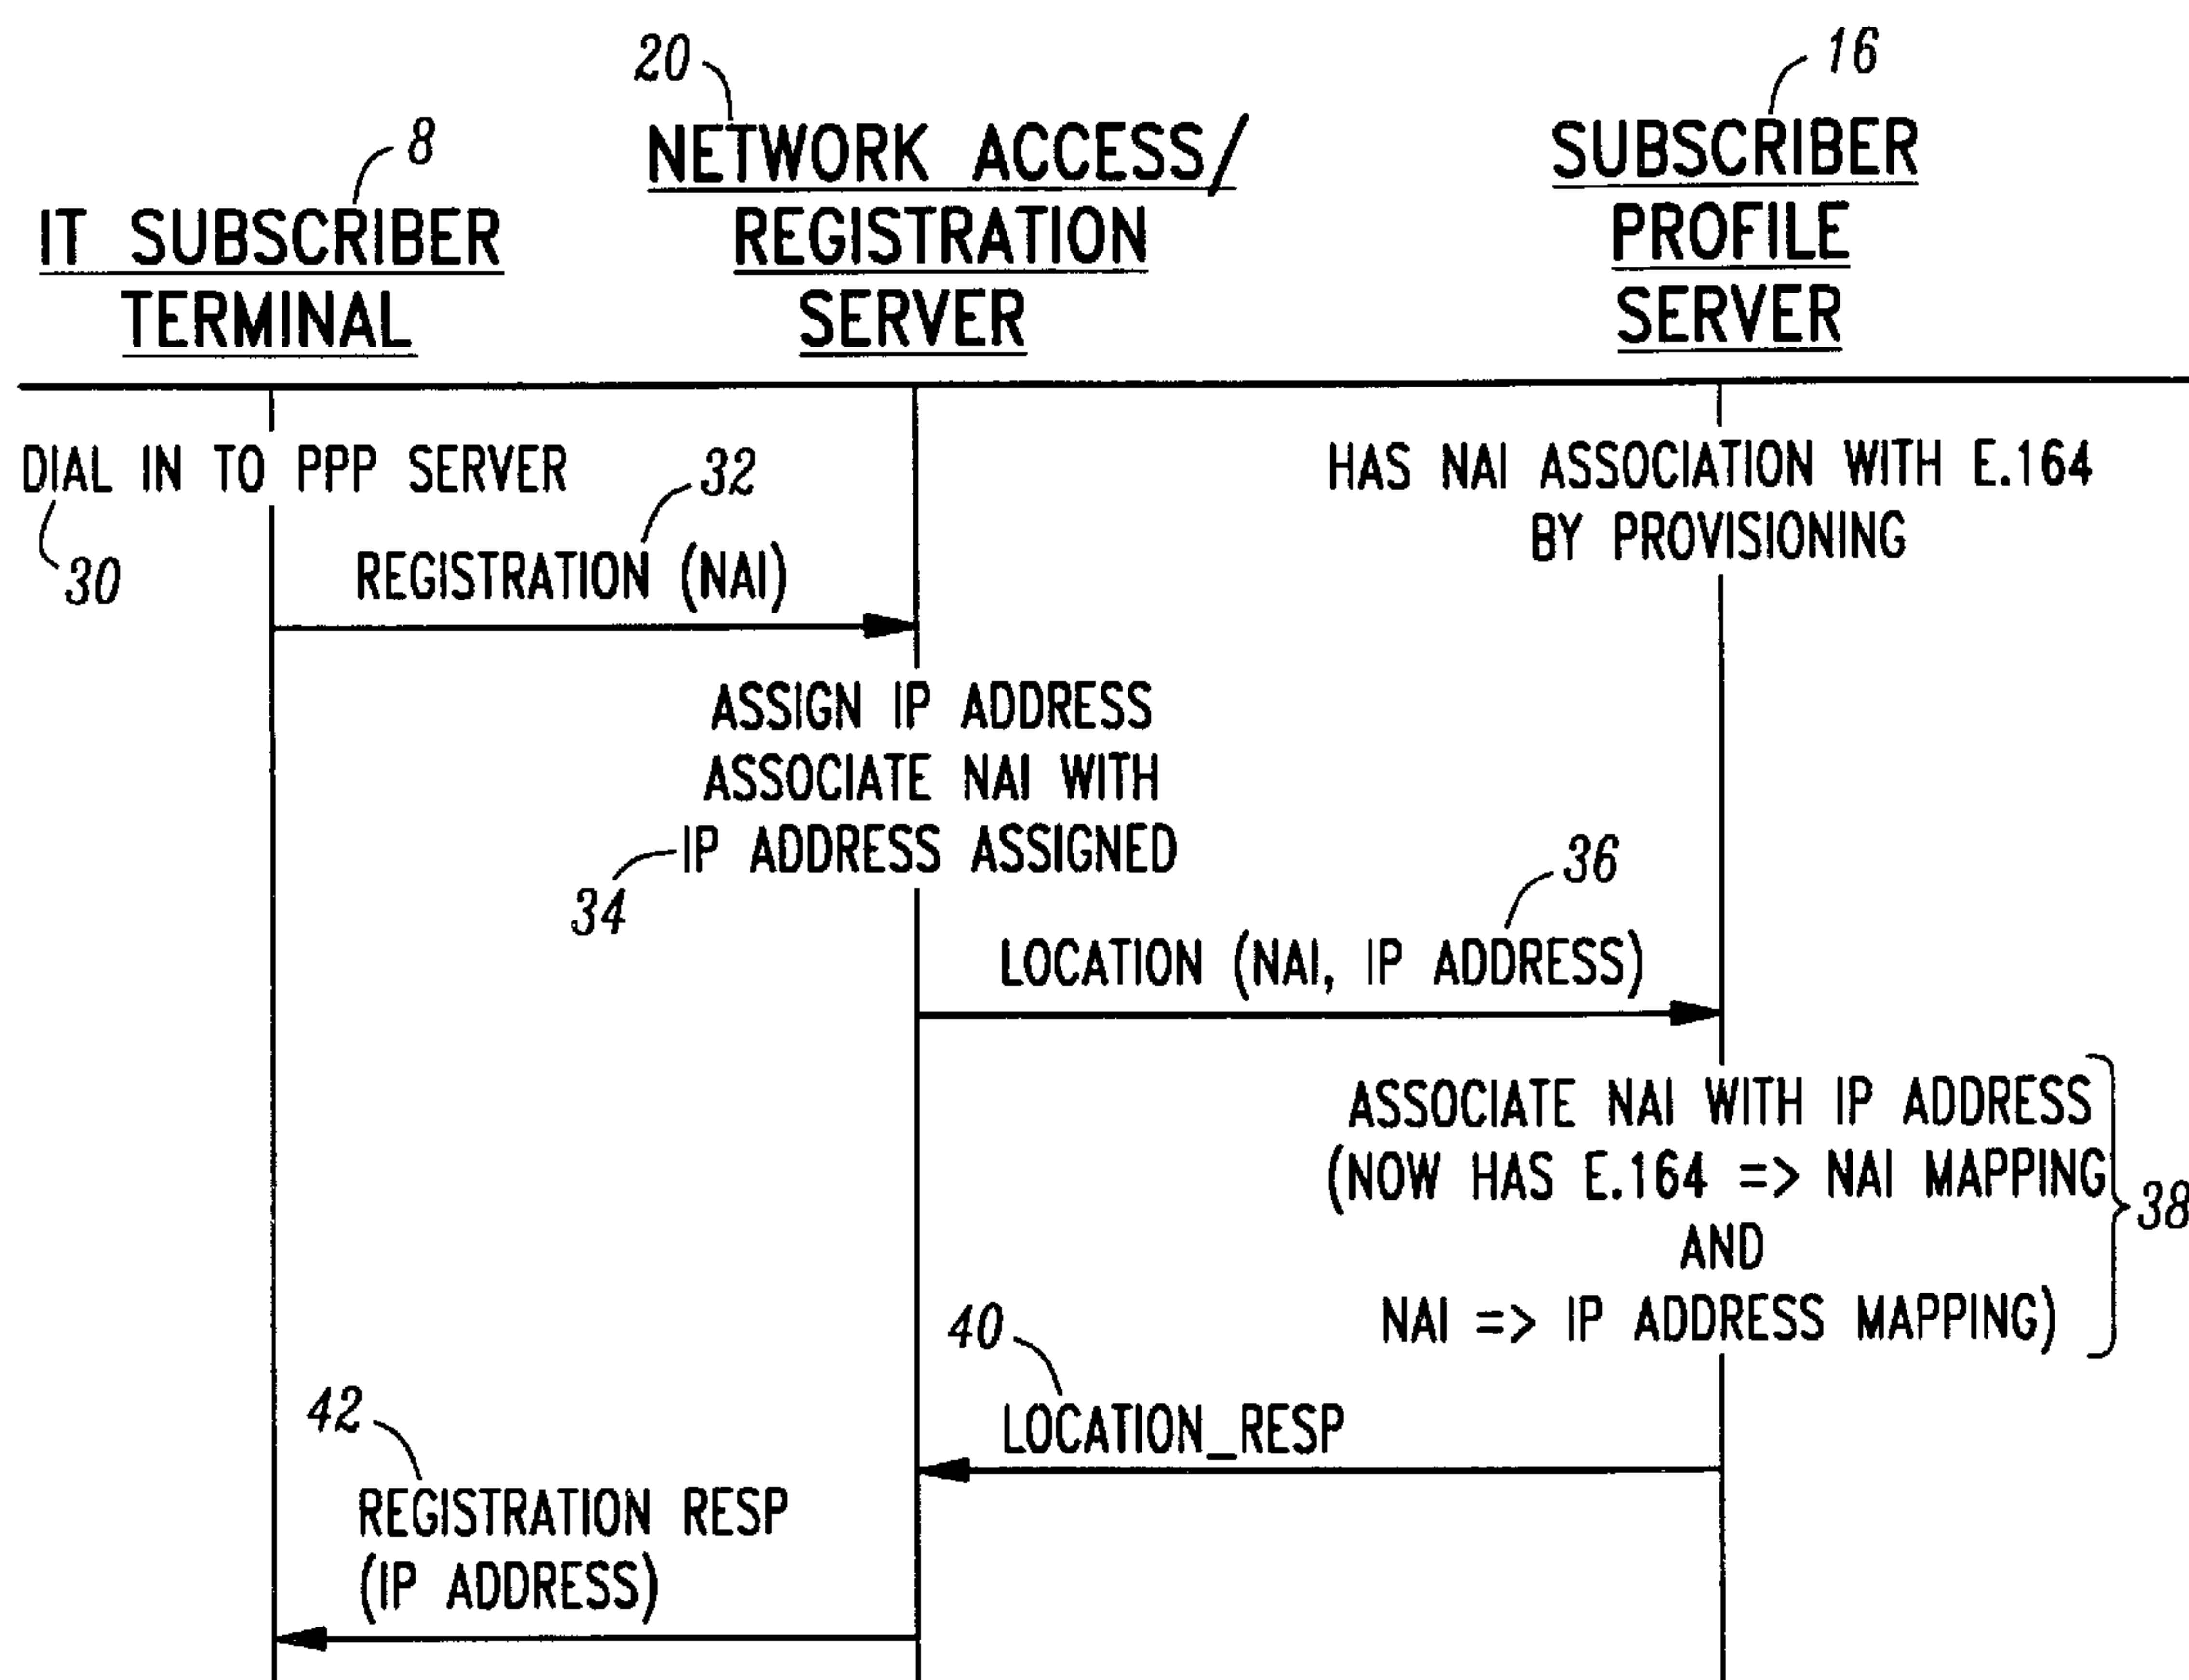 20
16
8
NETWORK ACCESS/
REGISTRATION
SERVER
SUBSCRIBER
PROFILE
SERVER
IT SUBSCRIBER
TERMINAL
DIAL IN TO PPP SERVER
30
32
REGISTRATION (NAI)
HAS NAI ASSOCIATION WITH E.164
BY PROVISIONING
ASSIGN IP ADDRESS
ASSOCIATE NAI WITH
IP ADDRESS ASSIGNED
34
36
LOCATION (NAI, IP ADDRESS)
ASSOCIATE NAI WITH IP ADDRESS
(NOW HAS E.164 => NAI MAPPING
AND
NAI => IP ADDRESS MAPPING)
38
40
LOCATION_RESP
42
REGISTRATION RESP
(IP ADDRESS)